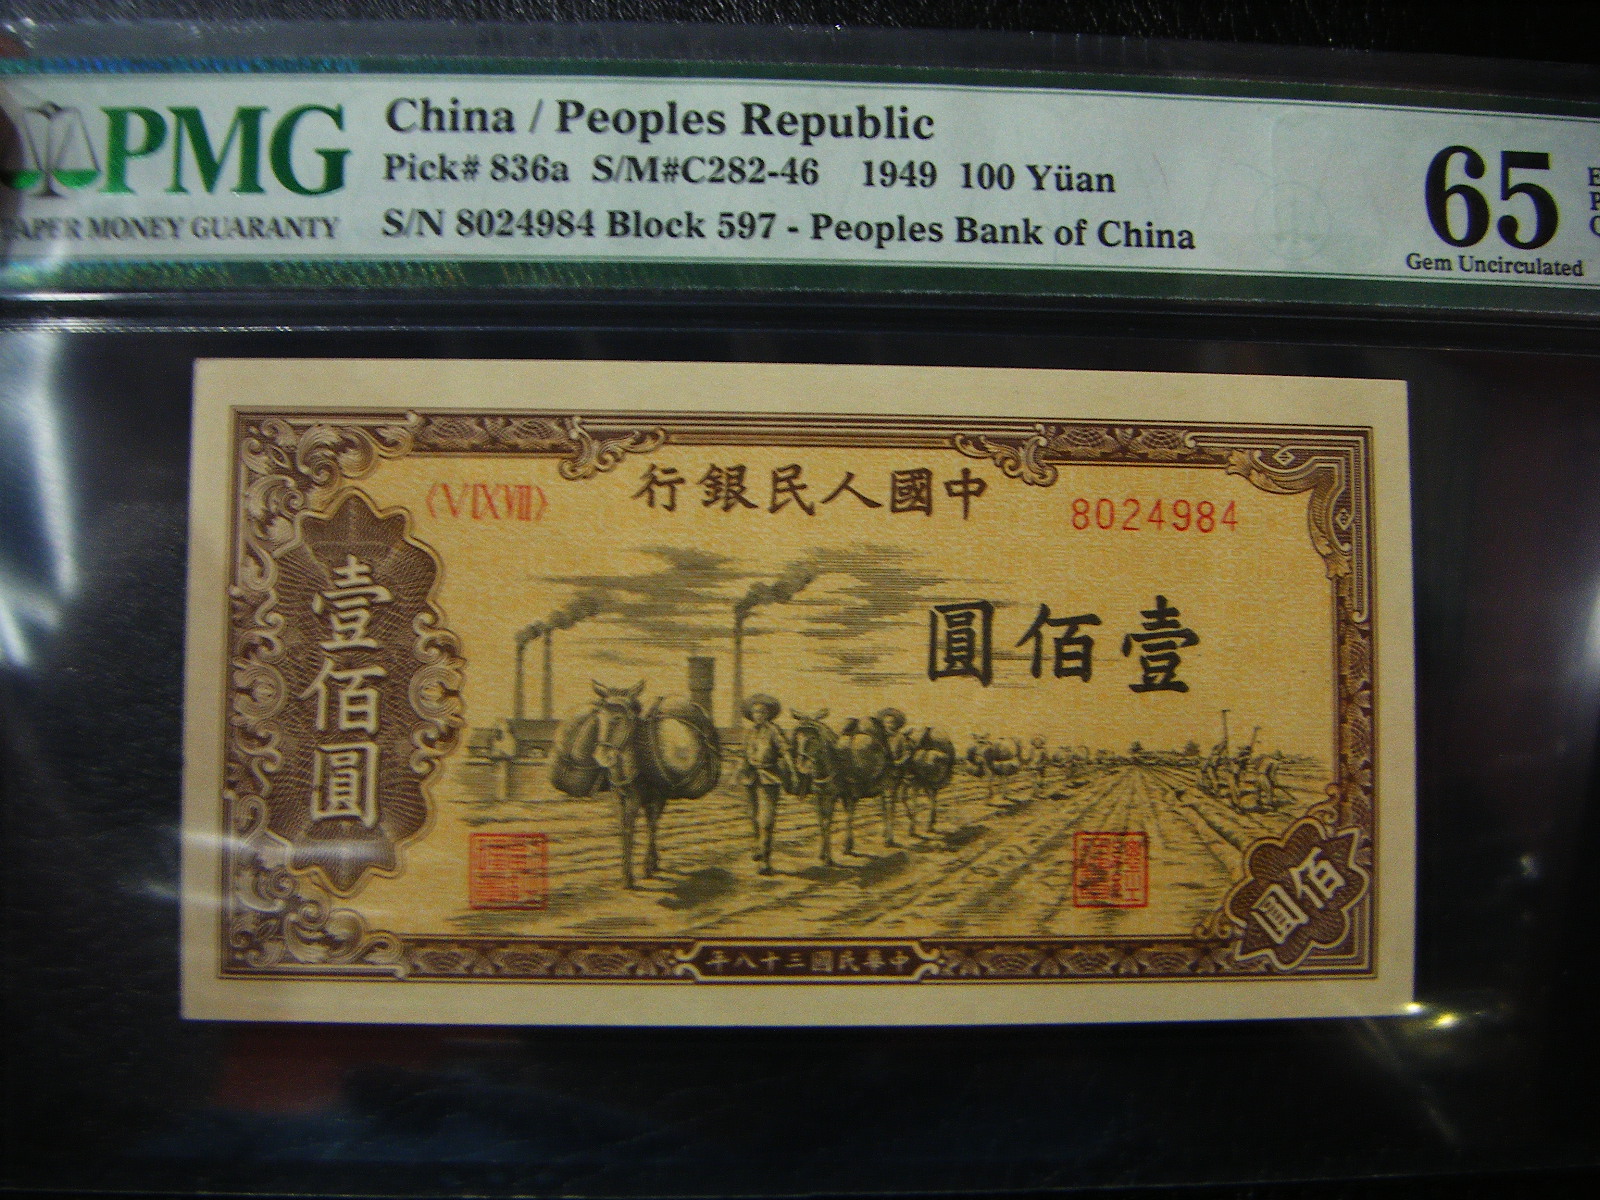 PMG
PAPER MONEY GUARANTY
China / Peoples Republic
Pick# 836a S/M#C282-46 1949 100 Yüan
S/N 8024984 Block 597 - Peoples Bank of China
65
Gem Uncirculated
E
P
行銀民人國中
〈V IX VII〉
8024984
圓佰壹
壹佰圓
佰圓
年八十三國民華中